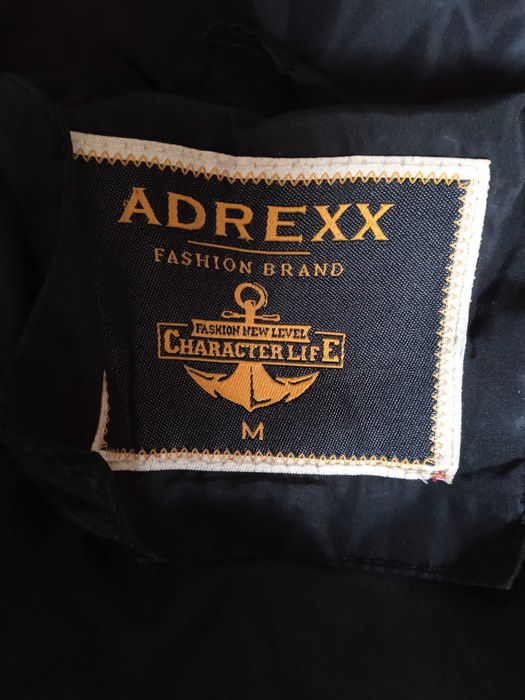 ADREXX
FASHION BRAND
FASHION NEW LEVEL
CHARACTER LIFE
M